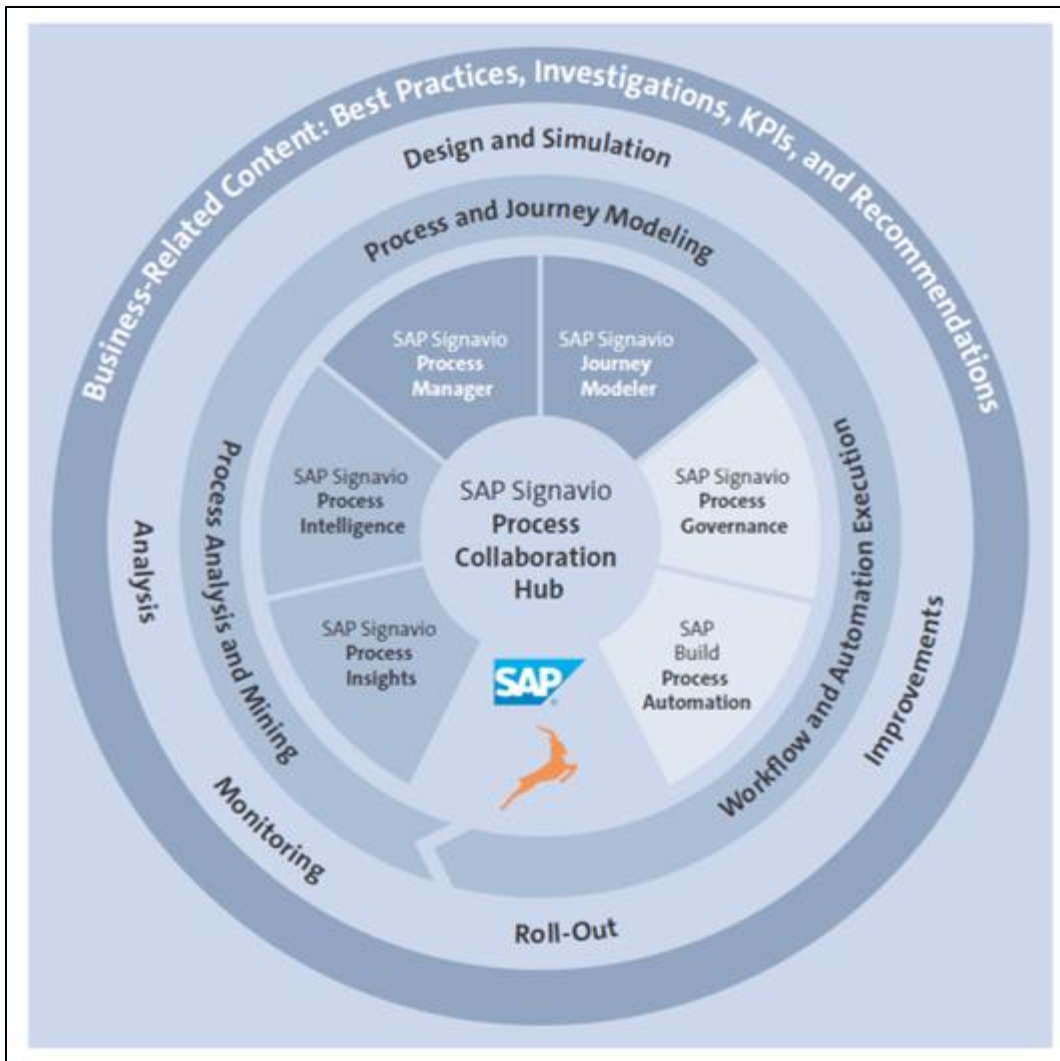 Business-Related Content: Best Practices, Investigations, KPIs, and Recommendations
Design and Simulation
Process and Journey Modeling
SAP Signavio
Process
Manager
SAP Signavio
Journey
Modeler
SAP Signavio
Process
Intelligence
SAP Signavio
Process
Collaboration
Hub
SAP Signavio
Process
Governance
SAP Signavio
Process
Insights
SAP
Build
Process
Automation
SAP
Process Analysis and Mining
Workflow and Automation Execution
Analysis
Improvements
Monitoring
Roll-Out